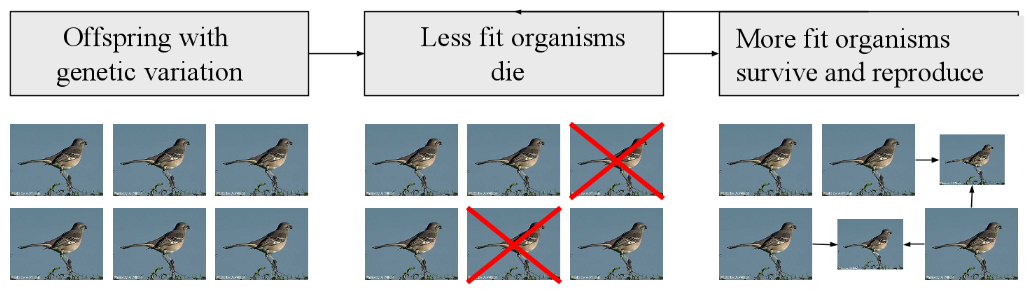 Offspring with
genetic variation
Less fit organisms
die
More fit organisms
survive and reproduce